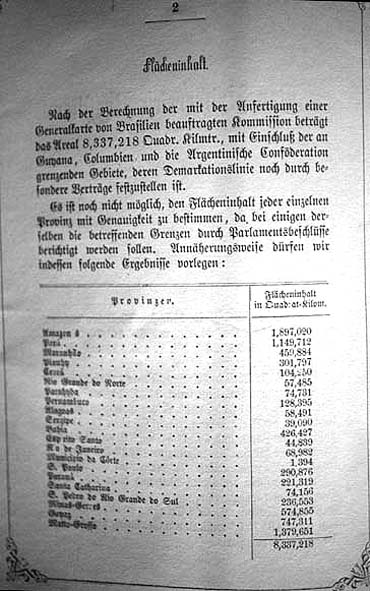 2
Flächeninhalt.
Nach der Berechnung der mit der Anfertigung einer
Generalkarte von Brasilien beauftragten Kommission beträgt
das Areal 8,337,218 Quadr. Kilmtr., mit Einschluß der an
Guyana, Columbien und die Argentinische Confoderation
grenzenden Gebiete, deren Demarkationslinie noch durch be-
sondere Verträge festzustellen ist.
Es ist noch nicht möglich, den Flächeninhalt jeder einzelnen
Provinz mit Genauigkeit zu bestimmen, da, bei einigen der-
selben die betreffenden Grenzen durch Parlamentsbeschlüsse
berichtigt werden sollen. Annäherungsweise dürfen wir
indessen folgende Ergebnisse vorlegen:
Provinzen. Flächeninhalt
in Quadrat-Kilom.
Amazonas 1,897,020
Pará 1,149,712
Maranhão 459,884
Piauhy 301,797
Ceará 104,250
Rio Grande do Norte 57,485
Parahyba 74,731
Pernambuco 128,395
Alagoas 58,491
Sergipe 39,090
Bahia 426,427
Espirito Santo 44,839
Rio de Janeiro 68,982
Municipio da Côrte 1,394
S. Paulo 290,876
Paraná 221,319
Santa Catharina 74,156
S. Pedro do Rio Grande do Sul 236,553
Minas-Geraes 574,855
Goyaz 747,311
Matto-Grosso 1,379,651
8,337,218